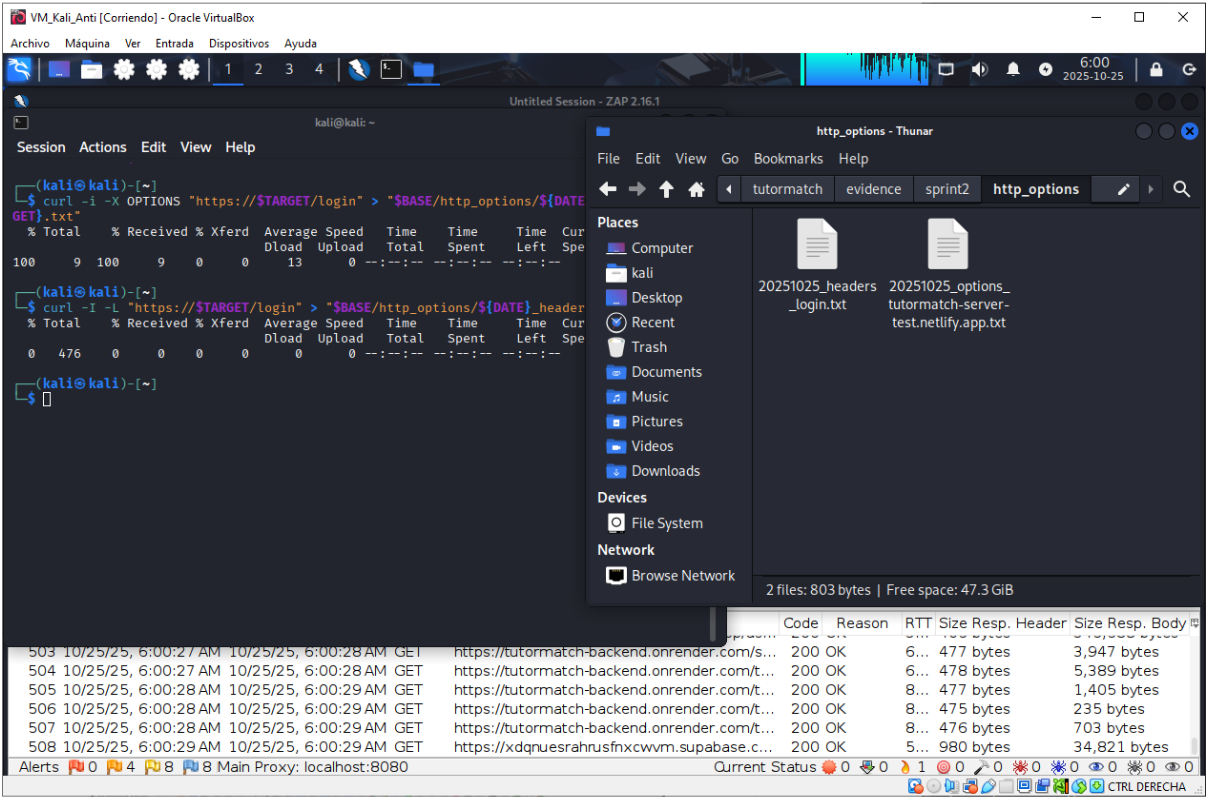 VM_Kali_Anti [Corriendo] - Oracle VirtualBox
Archivo Máquina Ver Entrada Dispositivos Ayuda
1 2 3 4
6:00
2025-10-25
Untitled Session - ZAP 2.16.1
kali@kali: ~
Session Actions Edit View Help
┌──(kali㉿kali)-[~]
└─$ curl -i -X OPTIONS "https://$TARGET/login" > "$BASE/http_options/${DATE
GET}.txt"
% Total % Received % Xferd Average Speed Time Time Time Cur
Dload Upload Total Spent Left Spe
100 9 100 9 0 0 13 0 --:--:-- --:--:-- --:--:--
┌──(kali㉿kali)-[~]
└─$ curl -I -L "https://$TARGET/login" > "$BASE/http_options/${DATE}_header
% Total % Received % Xferd Average Speed Time Time Time Cur
Dload Upload Total Spent Left Spe
0 476 0 0 0 0 0 0 --:--:-- --:--:-- --:--:--
┌──(kali㉿kali)-[~]
└─$
http_options - Thunar
File Edit View Go Bookmarks Help
tutormatch evidence sprint2 http_options
Places
Computer
kali
Desktop
Recent
Trash
Documents
Music
Pictures
Videos
Downloads
Devices
File System
Network
Browse Network
20251025_headers
_login.txt
20251025_options_
tutormatch-server-
test.netlify.app.txt
2 files: 803 bytes | Free space: 47.3 GiB
Code Reason RTT Size Resp. Header Size Resp. Body
503 10/25/25, 6:00:27 AM 10/25/25, 6:00:28 AM GET https://tutormatch-backend.onrender.com/s... 200 OK 6... 477 bytes 3,947 bytes
504 10/25/25, 6:00:27 AM 10/25/25, 6:00:28 AM GET https://tutormatch-backend.onrender.com/t... 200 OK 6... 478 bytes 5,389 bytes
505 10/25/25, 6:00:28 AM 10/25/25, 6:00:29 AM GET https://tutormatch-backend.onrender.com/t... 200 OK 8... 477 bytes 1,405 bytes
506 10/25/25, 6:00:28 AM 10/25/25, 6:00:29 AM GET https://tutormatch-backend.onrender.com/t... 200 OK 8... 475 bytes 235 bytes
507 10/25/25, 6:00:29 AM 10/25/25, 6:00:29 AM GET https://tutormatch-backend.onrender.com/t... 200 OK 8... 476 bytes 703 bytes
508 10/25/25, 6:00:29 AM 10/25/25, 6:00:29 AM GET https://xdqnuesrahrusfnxcwvm.supabase.c... 200 OK 5... 980 bytes 34,821 bytes
Alerts 0 4 8 8 Main Proxy: localhost:8080 Current Status 0 0 1 0 0 0 0 0 0 0
CTRL DERECHA